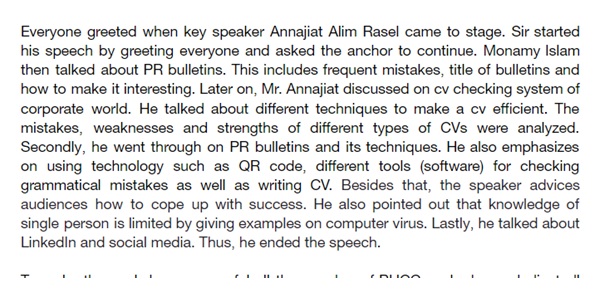 Everyone greeted when key speaker Annajiat Alim Rasel came to stage. Sir started
his speech by greeting everyone and asked the anchor to continue. Monamy Islam
then talked about PR bulletins. This includes frequent mistakes, title of bulletins and
how to make it interesting. Later on, Mr. Annajiat discussed on cv checking system of
corporate world. He talked about different techniques to make a cv efficient. The
mistakes, weaknesses and strengths of different types of CVs were analyzed.
Secondly, he went through on PR bulletins and its techniques. He also emphasizes
on using technology such as QR code, different tools (software) for checking
grammatical mistakes as well as writing CV. Besides that, the speaker advices
audiences how to cope up with success. He also pointed out that knowledge of
single person is limited by giving examples on computer virus. Lastly, he talked about
LinkedIn and social media. Thus, he ended the speech.